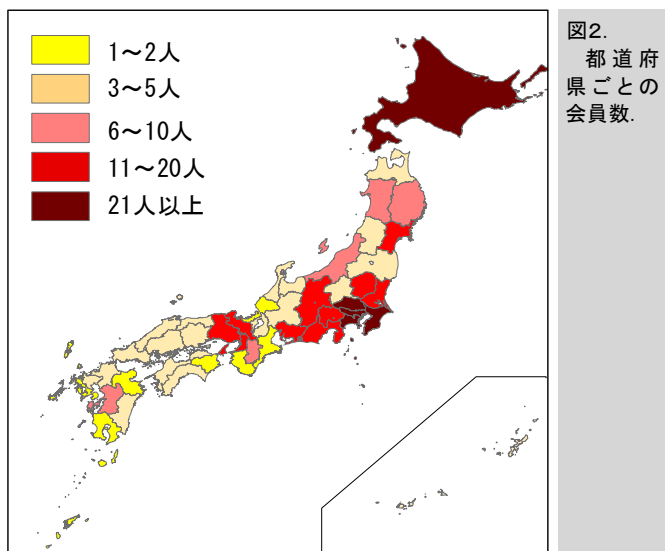 1～2人
3～5人
6～10人
11～20人
21人以上
図2.
都道府
県ごとの
会員数.